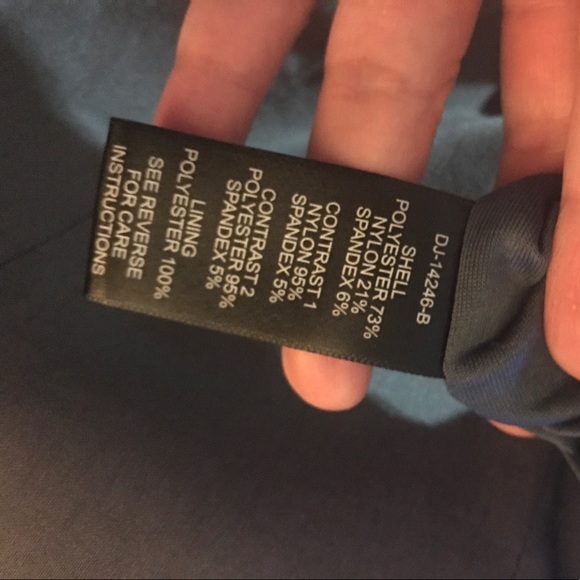 DJ-14246-B
SHELL
POLYESTER 73%
NYLON 21%
SPANDEX 6%
CONTRAST 1
NYLON 95%
SPANDEX 5%
CONTRAST 2
POLYESTER 95%
SPANDEX 5%
LINING
POLYESTER 100%
SEE REVERSE
FOR CARE
INSTRUCTIONS